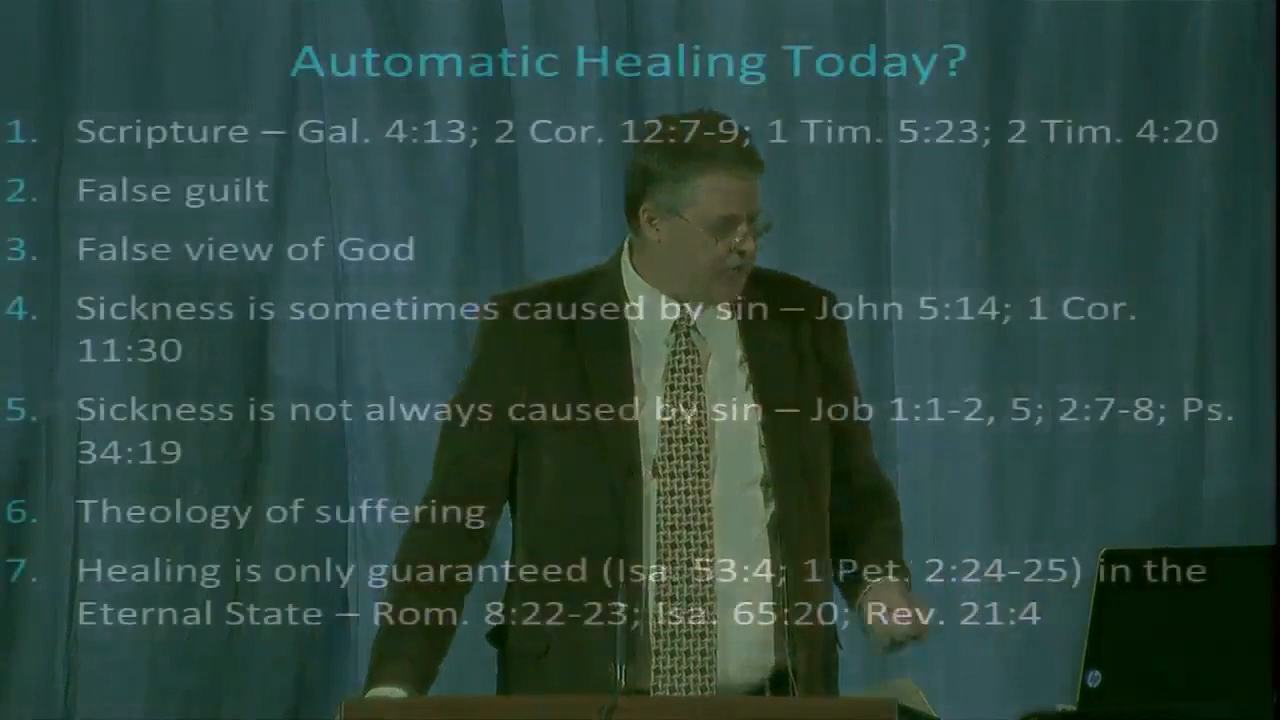 Automatic Healing Today?
1. Scripture – Gal. 4:13; 2 Cor. 12:7-9; 1 Tim. 5:23; 2 Tim. 4:20
2. False guilt
3. False view of God
4. Sickness is sometimes caused by sin – John 5:14; 1 Cor.
11:30
5. Sickness is not always caused by sin – Job 1:1-2, 5; 2:7-8; Ps.
34:19
6. Theology of suffering
7. Healing is only guaranteed (Isa. 53:4; 1 Pet. 2:24-25) in the
Eternal State – Rom. 8:22-23; Isa. 65:20; Rev. 21:4
hp